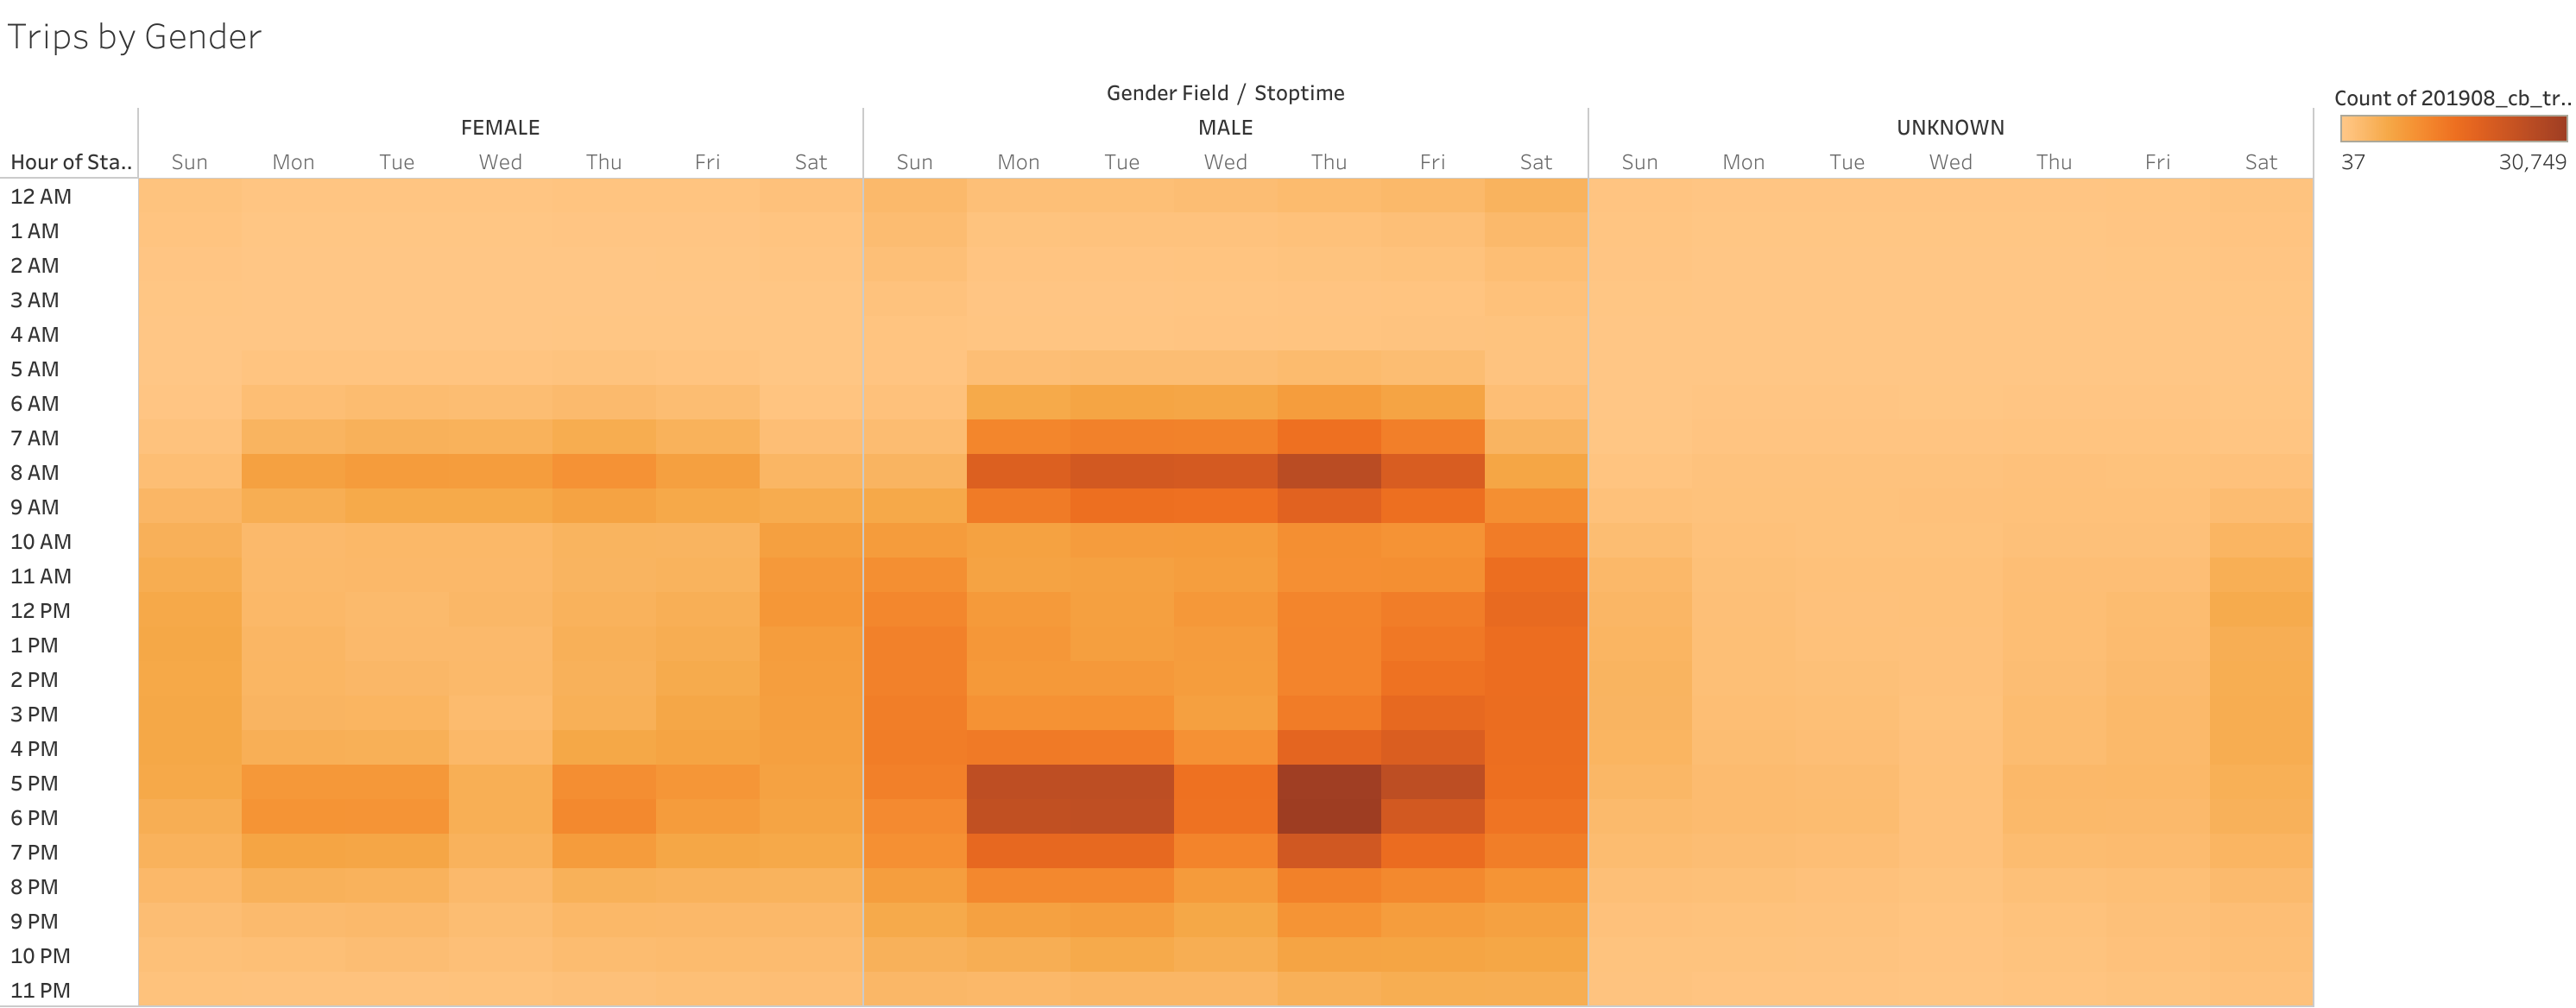 Trips by Gender
Gender Field / Stoptime
Count of 201908_cb_tr..
FEMALE MALE UNKNOWN
37 30,749
Hour of Sta.. Sun Mon Tue Wed Thu Fri Sat Sun Mon Tue Wed Thu Fri Sat Sun Mon Tue Wed Thu Fri Sat
12 AM
1 AM
2 AM
3 AM
4 AM
5 AM
6 AM
7 AM
8 AM
9 AM
10 AM
11 AM
12 PM
1 PM
2 PM
3 PM
4 PM
5 PM
6 PM
7 PM
8 PM
9 PM
10 PM
11 PM